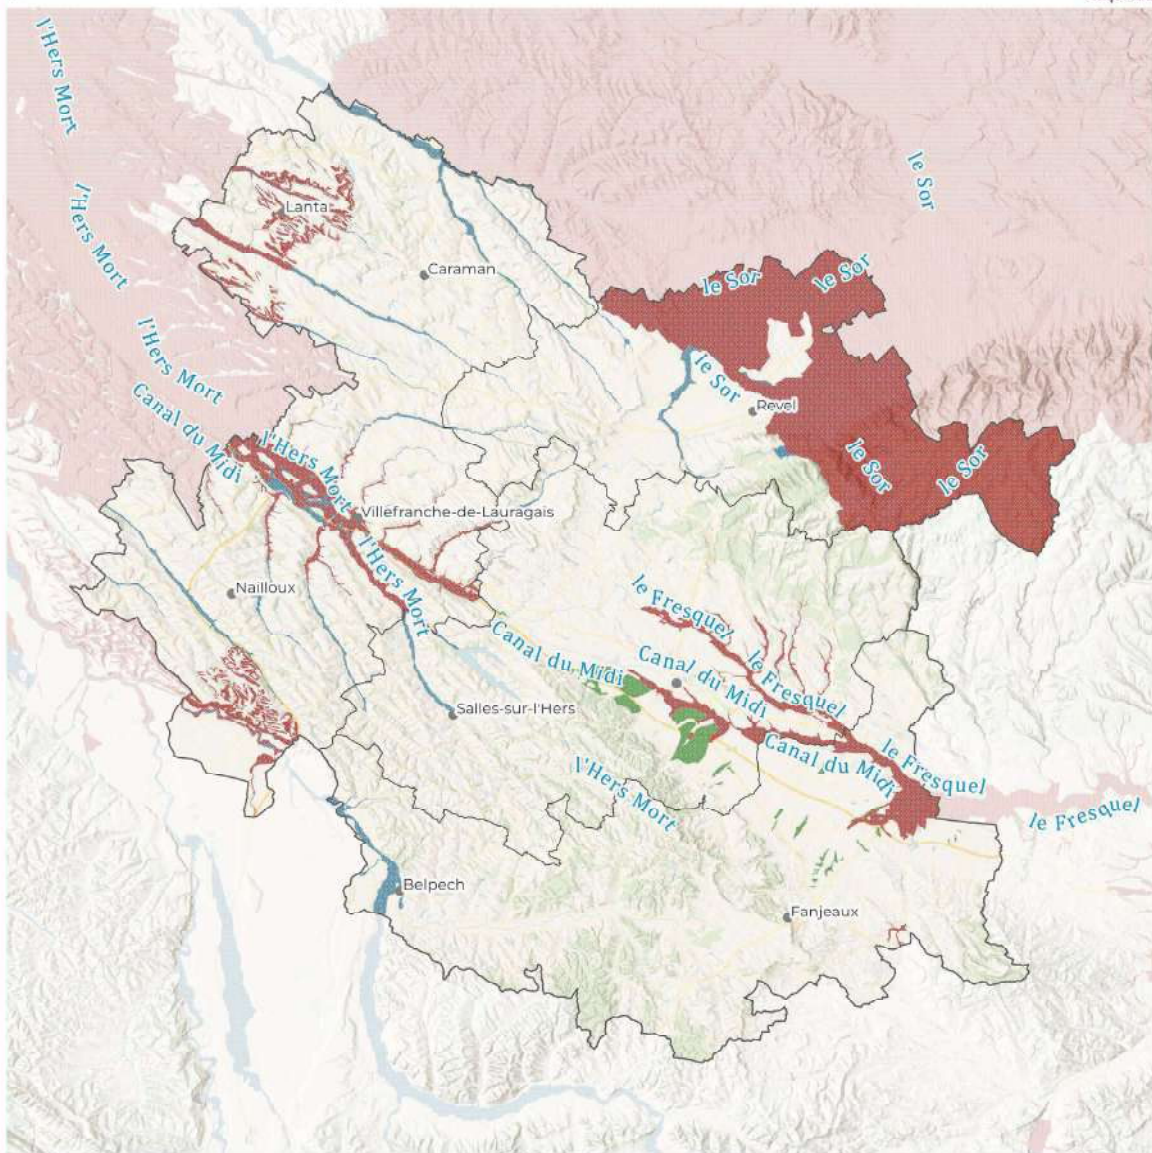 l'Hers Mort
le Sor
l'Hers Mort
Lanta
Caraman
le Sor
le Sor
l'Hers Mort
Canal du Midi
le Sor
Revel
l'Hers Mort
le Sor
le Sor
Villefranche-de-Lauragais
l'Hers Mort
Nailloux
le Fresquel
Canal du Midi
Canal du Midi
le Fresquel
Salles-sur-l'Hers
Canal du Midi
le Fresquel
l'Hers Mort
le Fresquel
Belpech
Fanjeaux